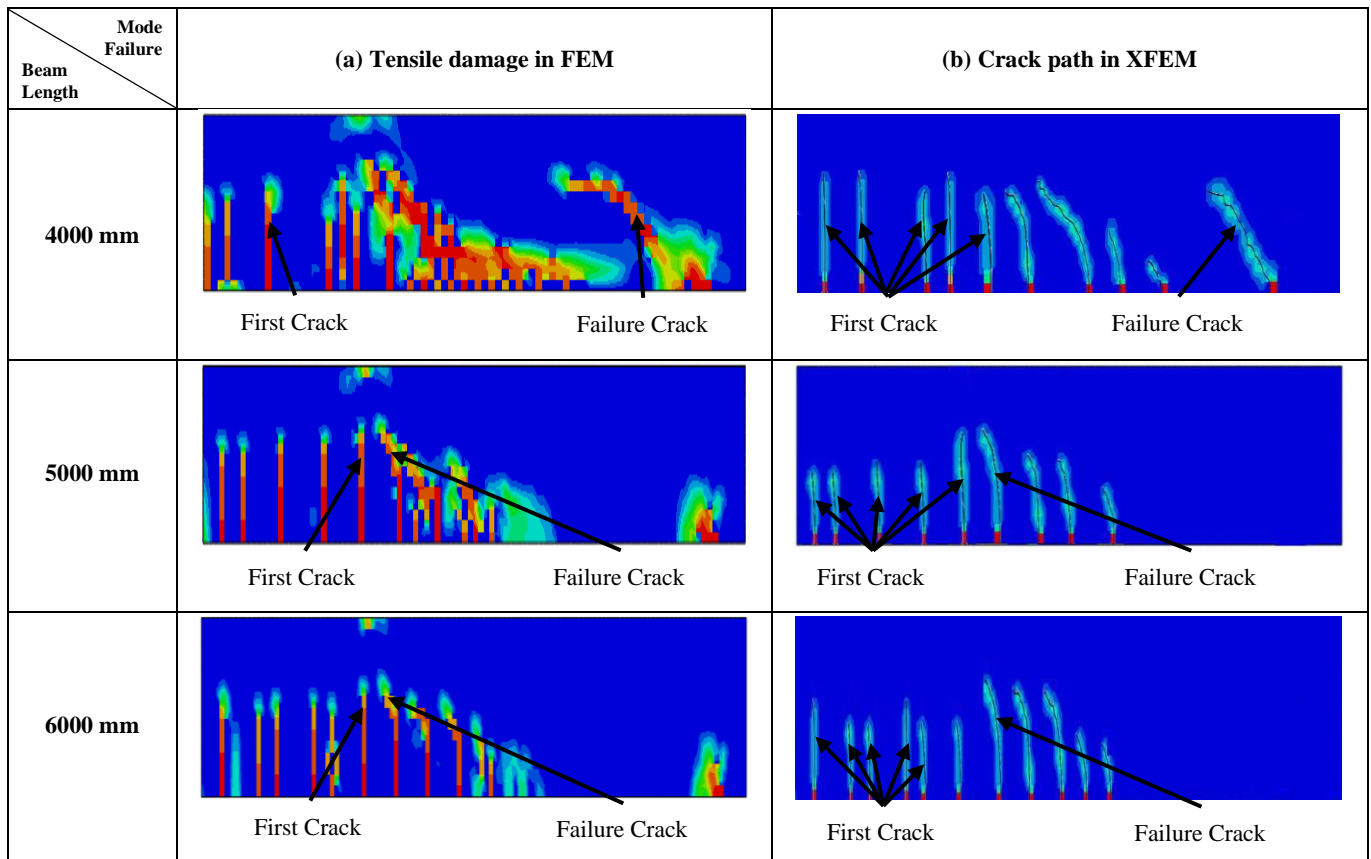 Mode
Failure
Beam
Length
(a) Tensile damage in FEM
(b) Crack path in XFEM
4000 mm
First Crack
Failure Crack
First Crack
Failure Crack
5000 mm
First Crack
Failure Crack
First Crack
Failure Crack
6000 mm
First Crack
Failure Crack
First Crack
Failure Crack